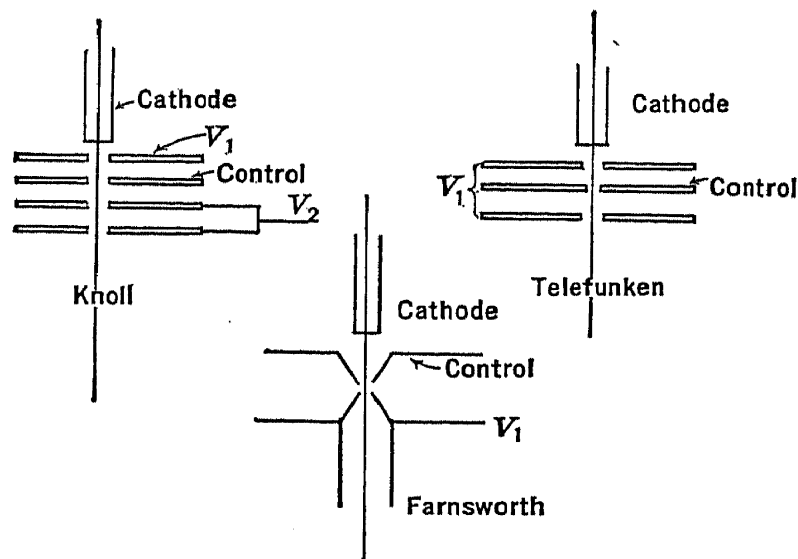 Cathode
V1
Control
V2
Knoll
Cathode
V1
Control
Telefunken
Cathode
Control
V1
Farnsworth